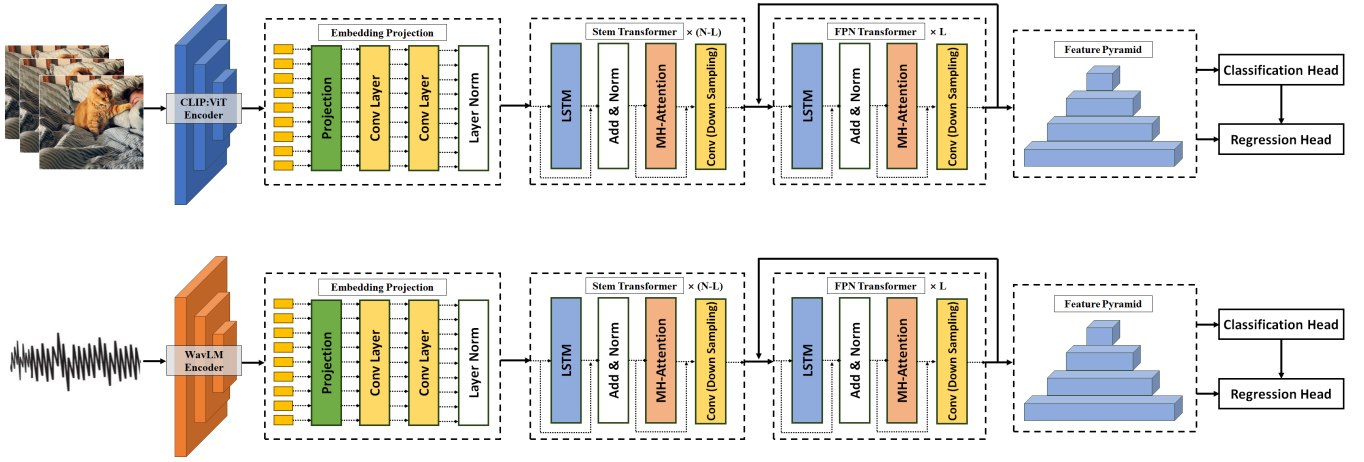 CLIP:ViT
Encoder
Embedding Projection
Projection
Conv Layer
Conv Layer
Layer Norm
Stem Transformer × (N-L)
LSTM
Add & Norm
MH-Attention
Conv (Down Sampling)
FPN Transformer × L
LSTM
Add & Norm
MH-Attention
Conv (Down Sampling)
Feature Pyramid
Classification Head
Regression Head
WavLM
Encoder
Embedding Projection
Projection
Conv Layer
Conv Layer
Layer Norm
Stem Transformer × (N-L)
LSTM
Add & Norm
MH-Attention
Conv (Down Sampling)
FPN Transformer × L
LSTM
Add & Norm
MH-Attention
Conv (Down Sampling)
Feature Pyramid
Classification Head
Regression Head